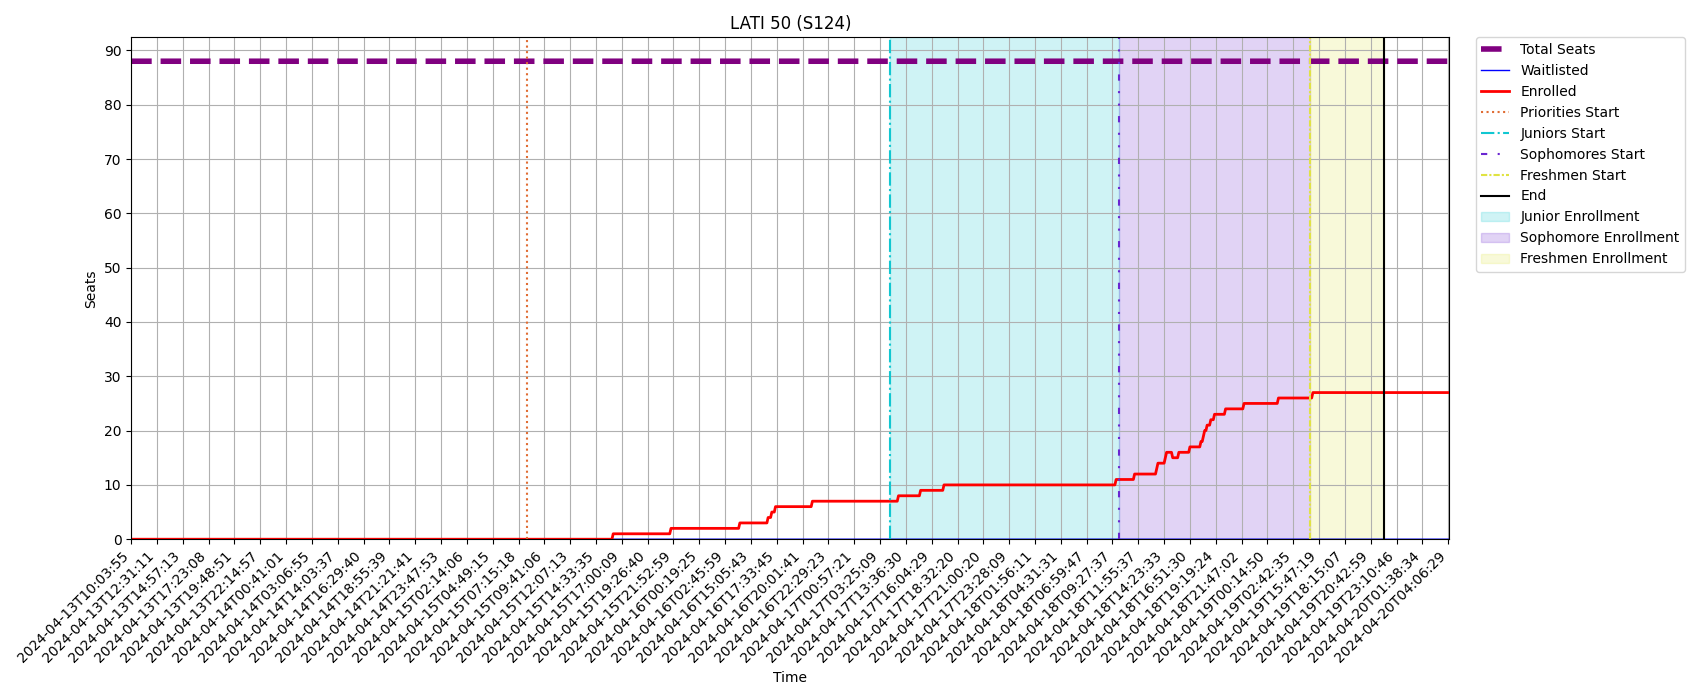 LATI 50 (S124)
Total Seats
Waitlisted
Enrolled
Priorities Start
Juniors Start
Sophomores Start
Freshmen Start
End
Junior Enrollment
Sophomore Enrollment
Freshmen Enrollment
Seats
90
80
70
60
50
40
30
20
10
0
2024-04-13T10:03:55
2024-04-13T12:31:11
2024-04-13T14:57:13
2024-04-13T17:23:08
2024-04-13T19:48:51
2024-04-13T22:14:57
2024-04-14T00:41:01
2024-04-14T03:06:55
2024-04-14T14:03:37
2024-04-14T16:29:40
2024-04-14T18:55:39
2024-04-14T21:21:41
2024-04-14T23:47:53
2024-04-15T02:14:06
2024-04-15T04:49:15
2024-04-15T07:15:18
2024-04-15T09:41:06
2024-04-15T12:07:13
2024-04-15T14:33:35
2024-04-15T17:00:09
2024-04-15T19:26:40
2024-04-15T21:52:59
2024-04-16T00:19:25
2024-04-16T02:45:59
2024-04-16T15:05:43
2024-04-16T17:33:45
2024-04-16T20:01:41
2024-04-16T22:29:23
2024-04-17T00:57:21
2024-04-17T03:25:09
2024-04-17T13:36:30
2024-04-17T16:04:29
2024-04-17T18:32:20
2024-04-17T21:00:20
2024-04-17T23:28:09
2024-04-18T01:56:11
2024-04-18T04:31:31
2024-04-18T06:59:47
2024-04-18T09:27:37
2024-04-18T11:55:37
2024-04-18T14:23:33
2024-04-18T16:51:30
2024-04-18T19:19:24
2024-04-18T21:47:02
2024-04-19T00:14:50
2024-04-19T02:42:35
2024-04-19T15:47:19
2024-04-19T18:15:07
2024-04-19T20:42:59
2024-04-19T23:10:46
2024-04-20T01:38:34
2024-04-20T04:06:29
Time